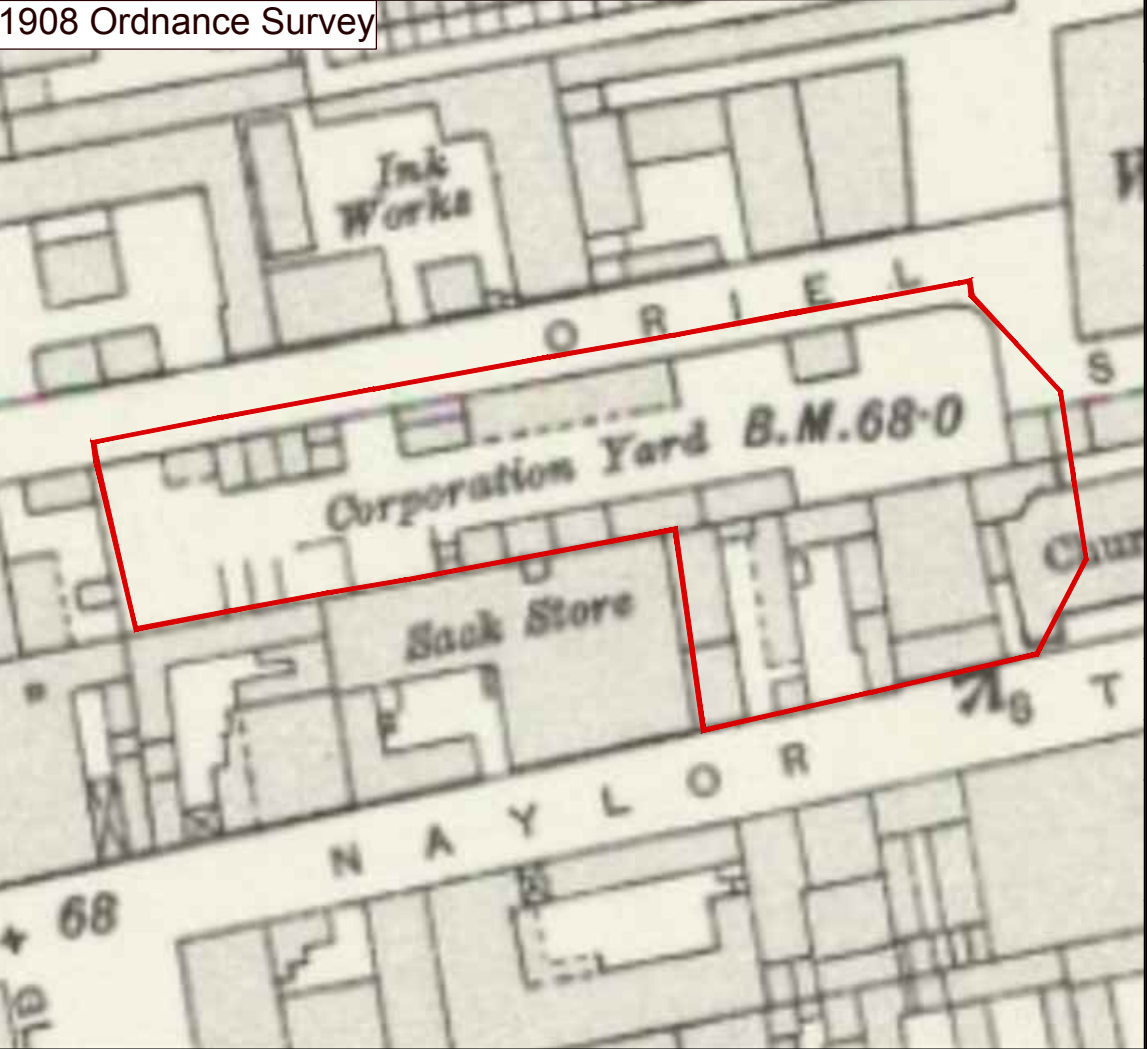 1908 Ordnance Survey
Ink
Works
ORIEL
S
Corporation Yard B.M.68·0
Sack Store
NAYLOR
ST
+ 68